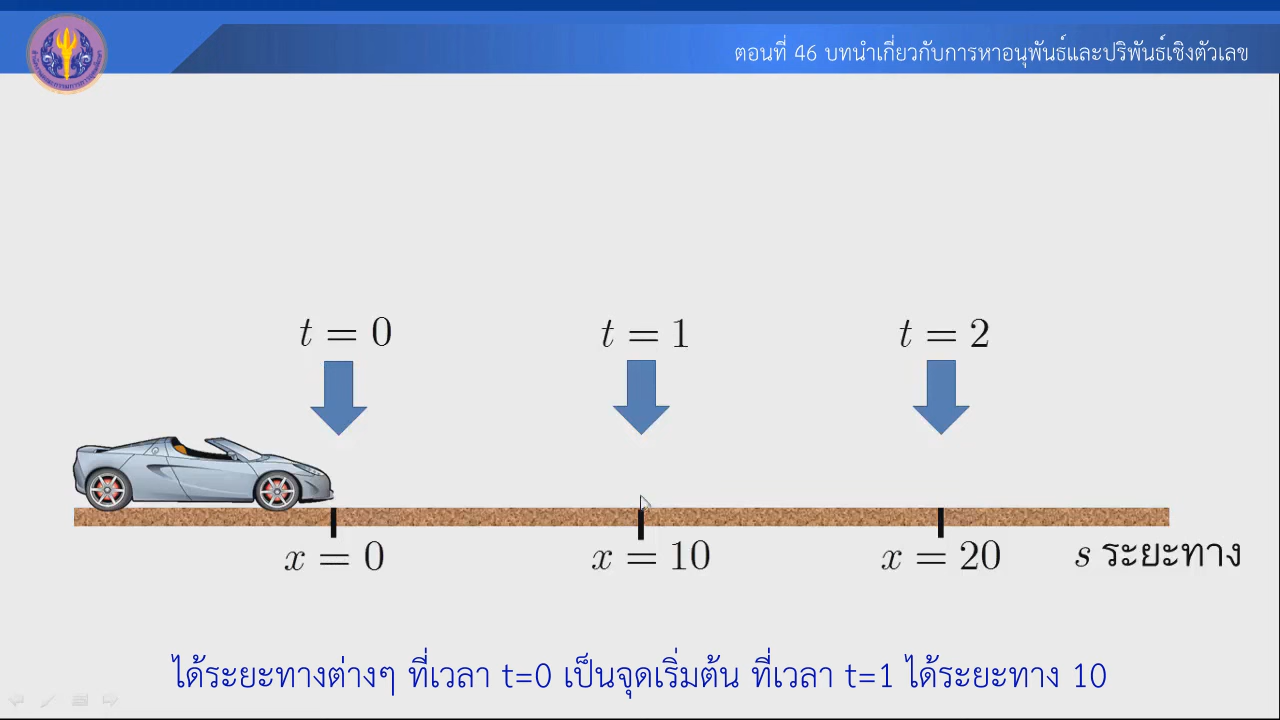 ตอนที่ 46 บทนำเกี่ยวกับการหาอนุพันธ์และปริพันธ์เชิงตัวเลข
t = 0 t = 1 t = 2
x = 0 x = 10 x = 20 s ระยะทาง
ได้ระยะทางต่างๆ ที่เวลา t=0 เป็นจุดเริ่มต้น ที่เวลา t=1 ได้ระยะทาง 10